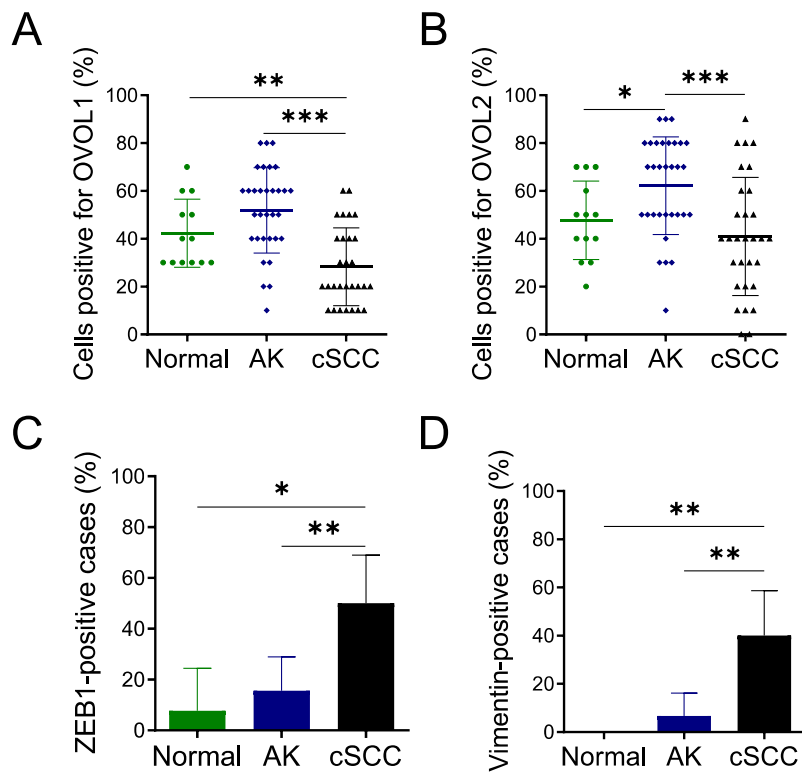 A
Cells positive for OVOL1 (%)
100
80
60
40
20
0
**
***
Normal AK cSCC
B
Cells positive for OVOL2 (%)
100
80
60
40
20
0
*
***
Normal AK cSCC
C
ZEB1-positive cases (%)
100
80
60
40
20
0
*
**
Normal AK cSCC
D
Vimentin-positive cases (%)
100
80
60
40
20
0
**
**
Normal AK cSCC